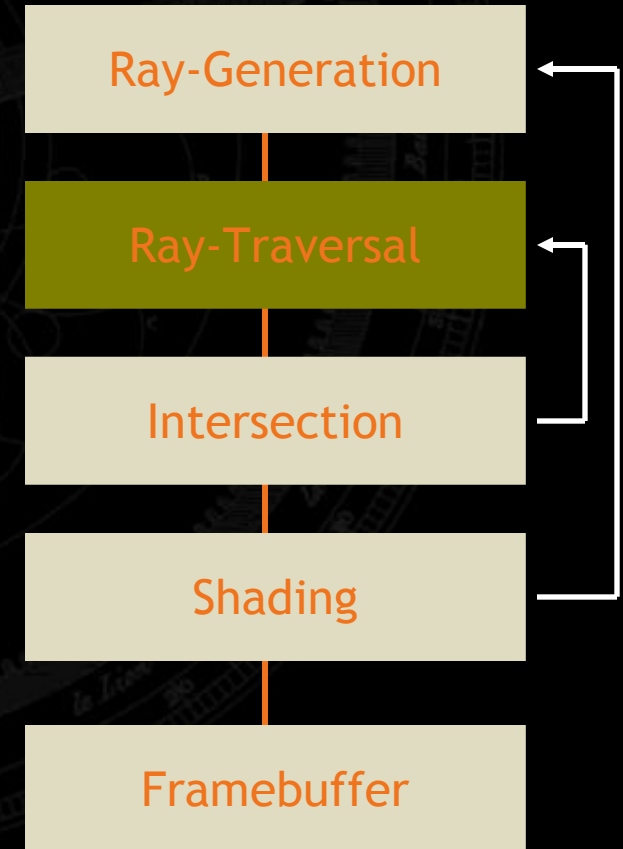 Ray-Generation
Ray-Traversal
Intersection
Shading
Framebuffer